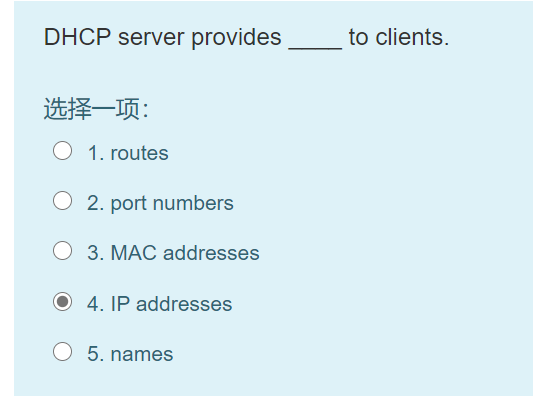 DHCP server provides ____ to clients.
选择一项:
1. routes
2. port numbers
3. MAC addresses
4. IP addresses
5. names